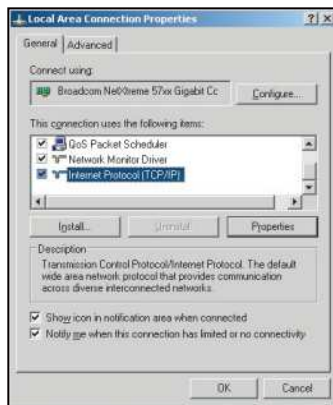 Local Area Connection Properties
General Advanced
Connect using:
Broadcom NetXtreme 57xx Gigabit Cc
Configure...
This connection uses the following items:
QoS Packet Scheduler
Network Monitor Driver
Internet Protocol (TCP/IP)
Install... Uninstall Properties
Description
Transmission Control Protocol/Internet Protocol. The default
wide area network protocol that provides communication
across diverse interconnected networks.
Show icon in notification area when connected
Notify me when this connection has limited or no connectivity
OK Cancel